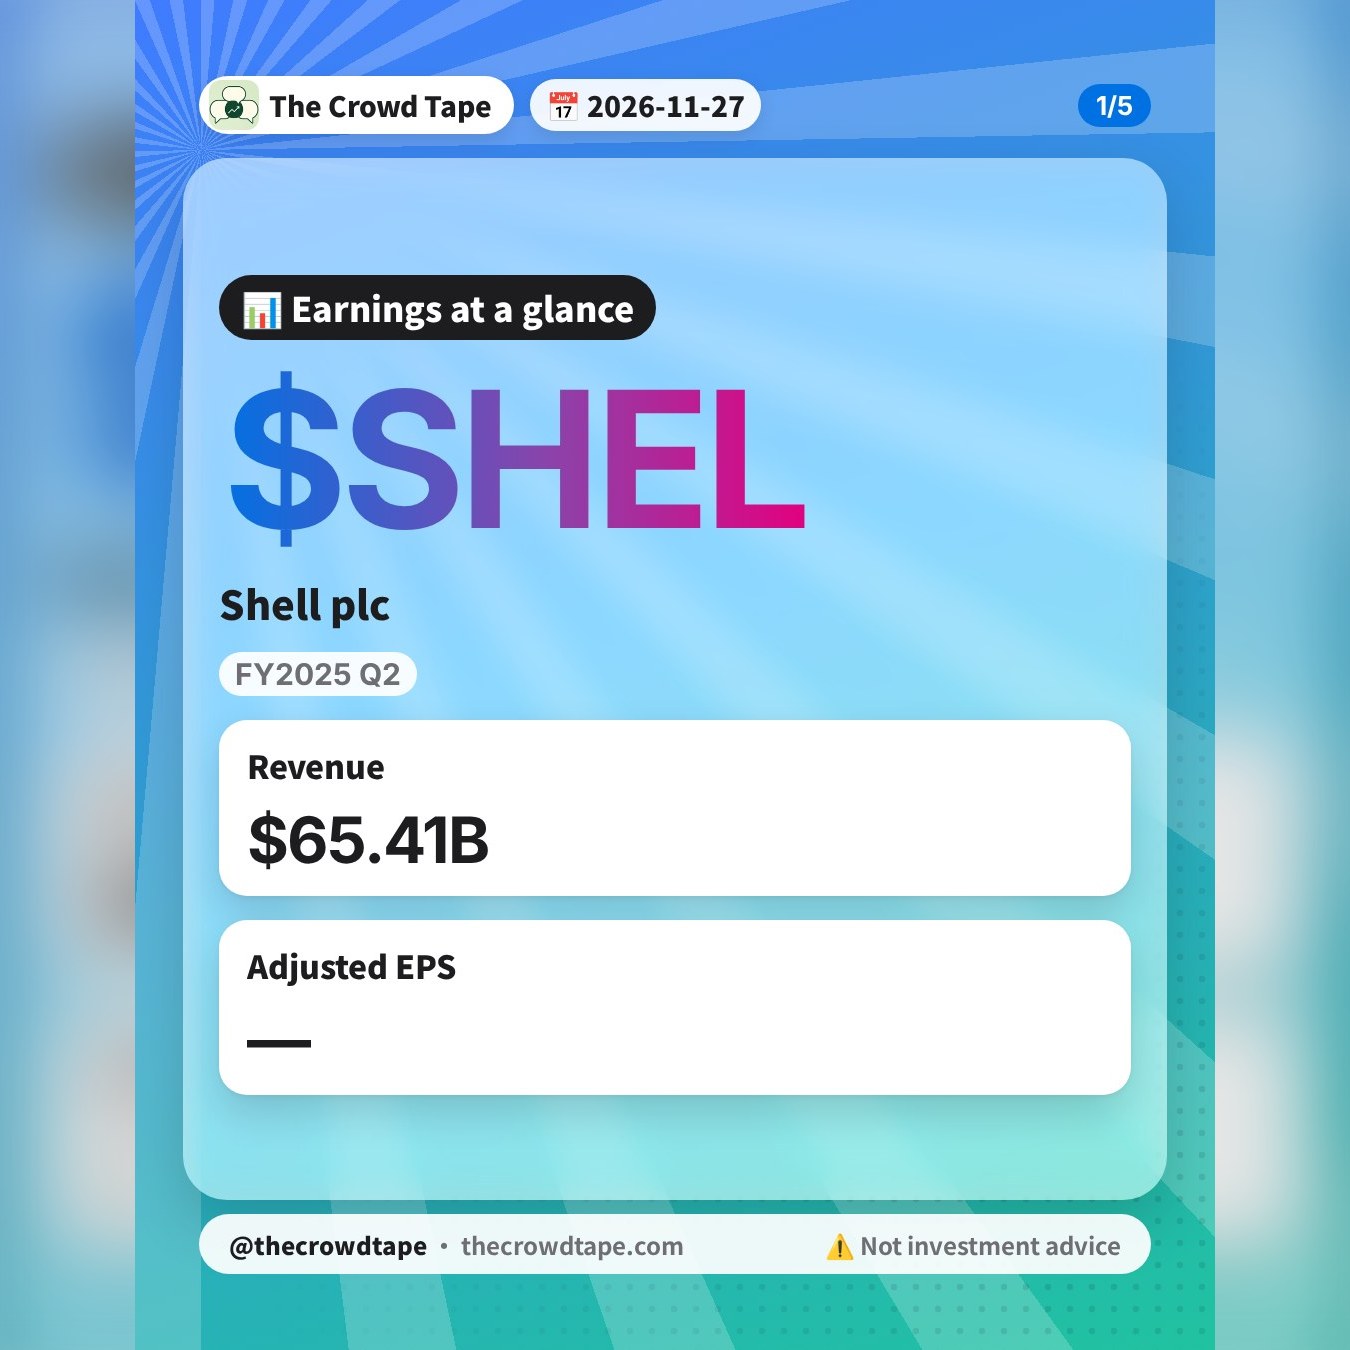 The Crowd Tape
📅 2026-11-27
1/5
📊 Earnings at a glance
$SHEL
Shell plc
FY2025 Q2
Revenue
$65.41B
Adjusted EPS
—
@thecrowdtape • thecrowdtape.com
⚠️ Not investment advice